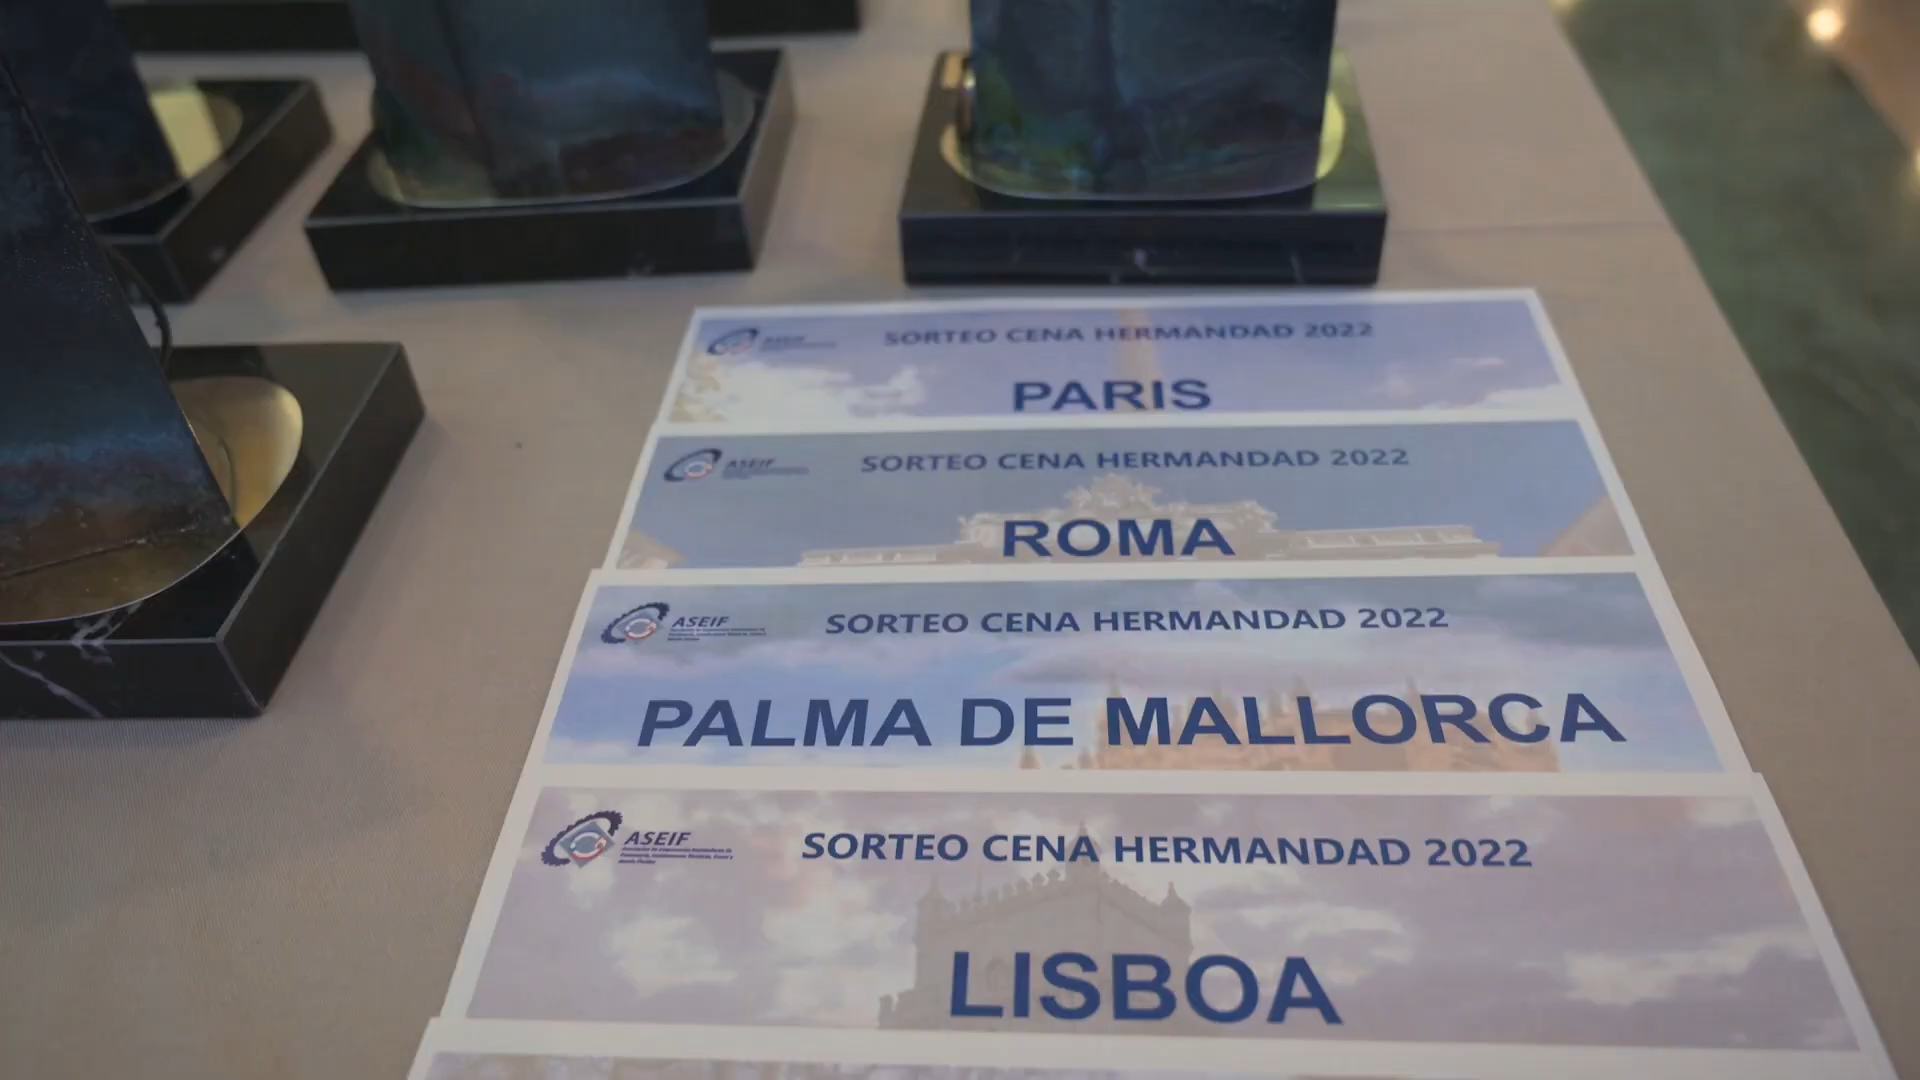 ASEIF
SORTEO CENA HERMANDAD 2022
PARIS
ASEIF
SORTEO CENA HERMANDAD 2022
ROMA
ASEIF
SORTEO CENA HERMANDAD 2022
PALMA DE MALLORCA
ASEIF
SORTEO CENA HERMANDAD 2022
LISBOA